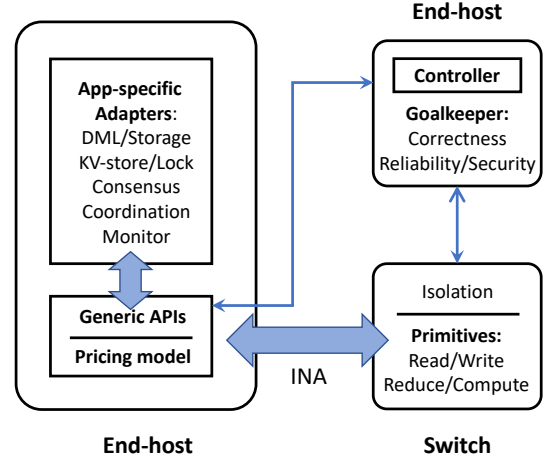 End-host
App-specific
Adapters:
DML/Storage
KV-store/Lock
Consensus
Coordination
Monitor
Generic APIs
Pricing model
End-host
Controller
Goalkeeper:
Correctness
Reliability/Security
Isolation
Primitives:
Read/Write
Reduce/Compute
INA
Switch